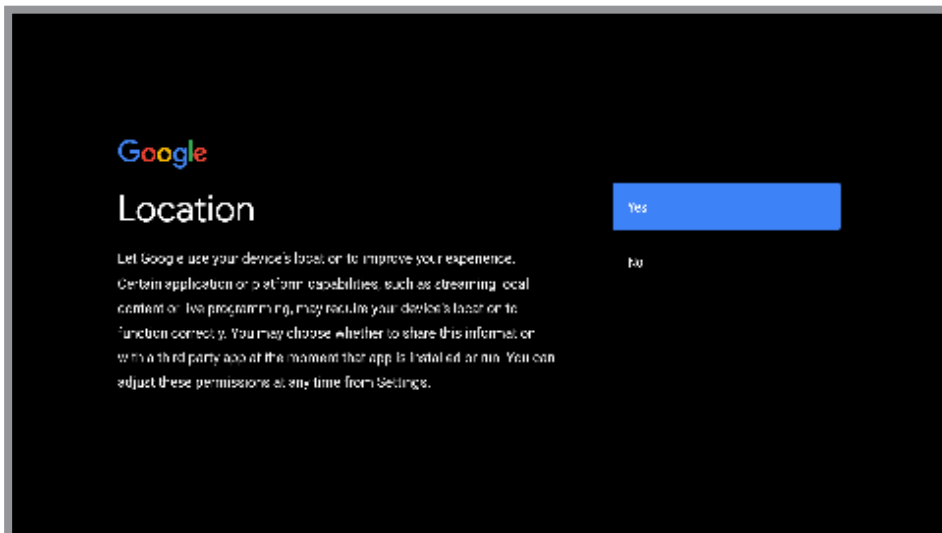 Google
Location
Let Google use your device's location to improve your experience.
Certain application or platform capabilities, such as streaming local
content or live programming, may require your device's location to
function correctly. You may choose whether to share this information
with a third party app at the moment that app is installed or run. You can
adjust these permissions at any time from Settings.
Yes
No